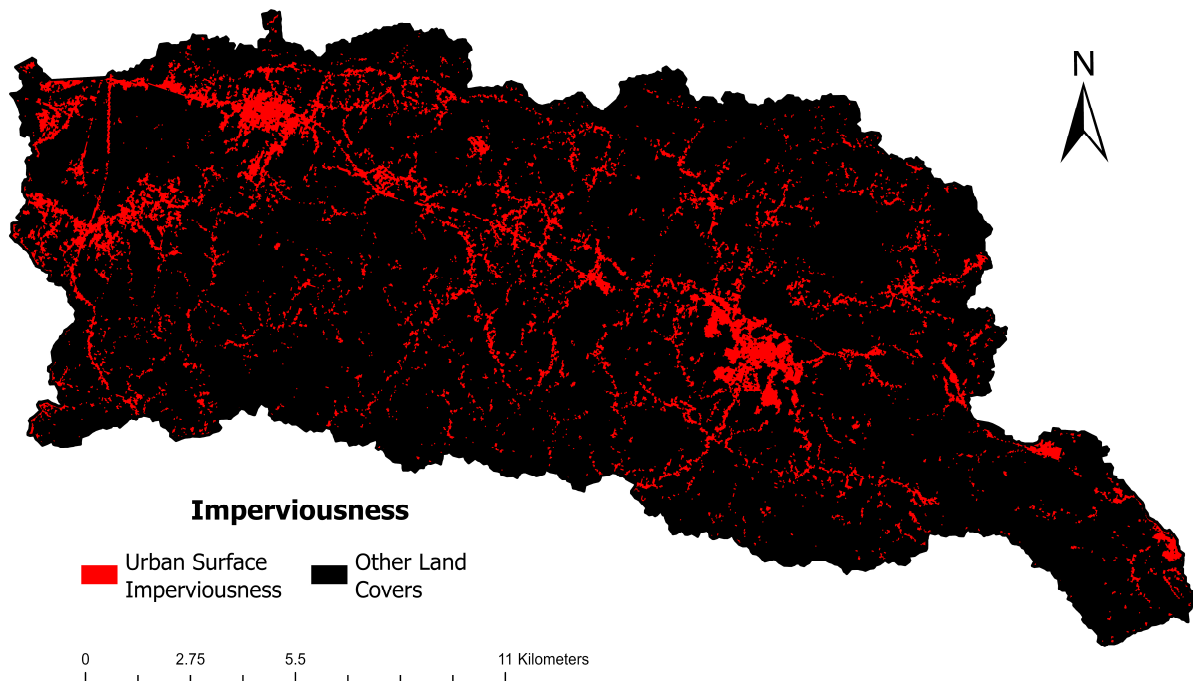 N
Imperviousness
Urban Surface
Imperviousness
Other Land
Covers
0 2.75 5.5 11 Kilometers